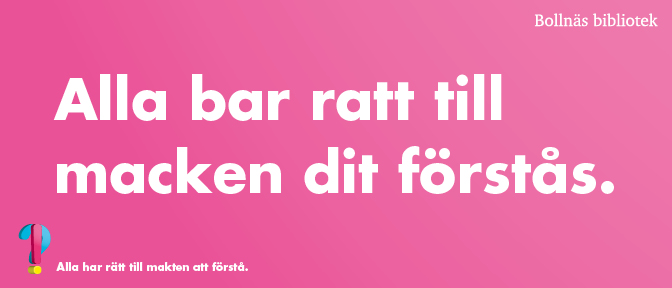 Bollnäs bibliotek
Alla bar ratt till
macken dit förstås.
Alla har rätt till makten att förstå.